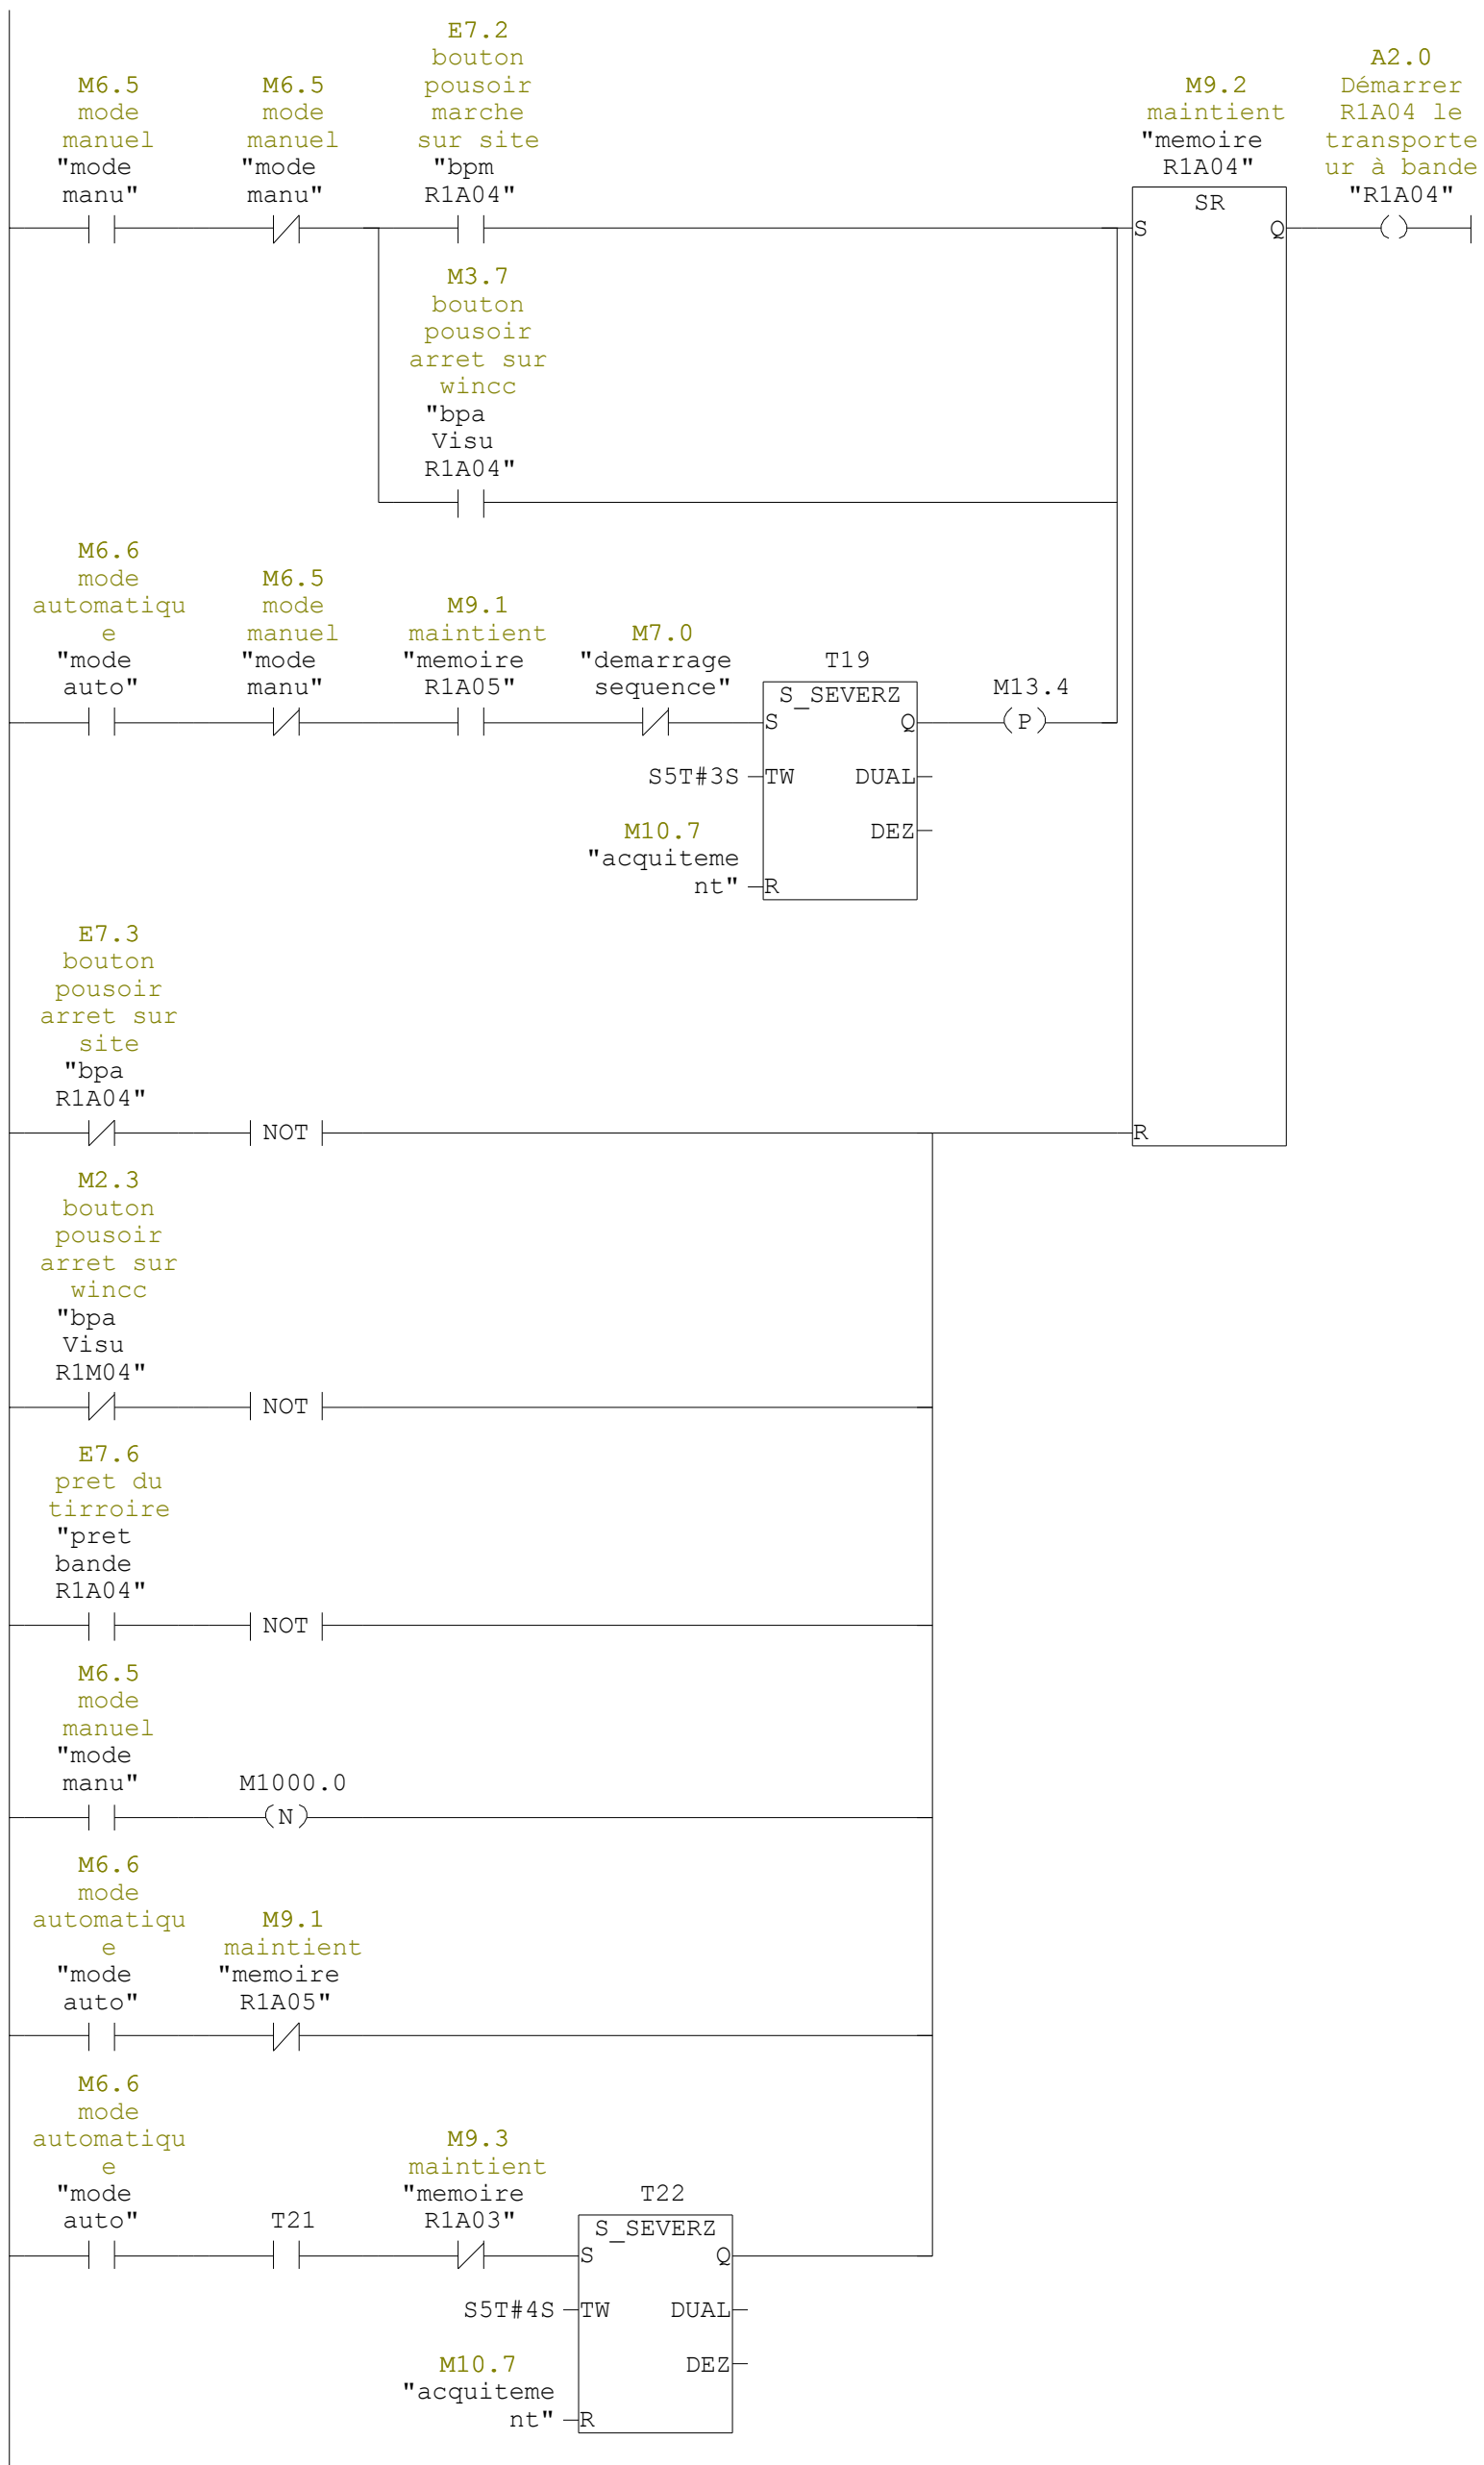 E7.2
bouton
pousoir
marche
sur site
"bpm
R1A04"
M6.5
mode
manuel
"mode
manu"
M6.5
mode
manuel
"mode
manu"
M9.2
maintient
"memoire
R1A04"
A2.0
Démarrer
R1A04 le
transporte
ur à bande
"R1A04"
SR
S
Q
( )
M3.7
bouton
pousoir
arret sur
wincc
"bpa
Visu
R1A04"
M6.6
mode
automatiqu
e
"mode
auto"
M6.5
mode
manuel
"mode
manu"
M9.1
maintient
"memoire
R1A05"
M7.0
"demarrage
sequence"
T19
S_SEVERZ
S
Q
M13.4
(P)
S5T#3S
TW
DUAL
M10.7
"acquiteme
nt"
DEZ
R
E7.3
bouton
pousoir
arret sur
site
"bpa
R1A04"
NOT
R
M2.3
bouton
pousoir
arret sur
wincc
"bpa
Visu
R1M04"
NOT
E7.6
pret du
tirroire
"pret
bande
R1A04"
NOT
M6.5
mode
manuel
"mode
manu"
M1000.0
(N)
M6.6
mode
automatiqu
e
"mode
auto"
M9.1
maintient
"memoire
R1A05"
M6.6
mode
automatiqu
e
"mode
auto"
T21
M9.3
maintient
"memoire
R1A03"
T22
S_SEVERZ
S
Q
S5T#4S
TW
DUAL
M10.7
"acquiteme
nt"
DEZ
R